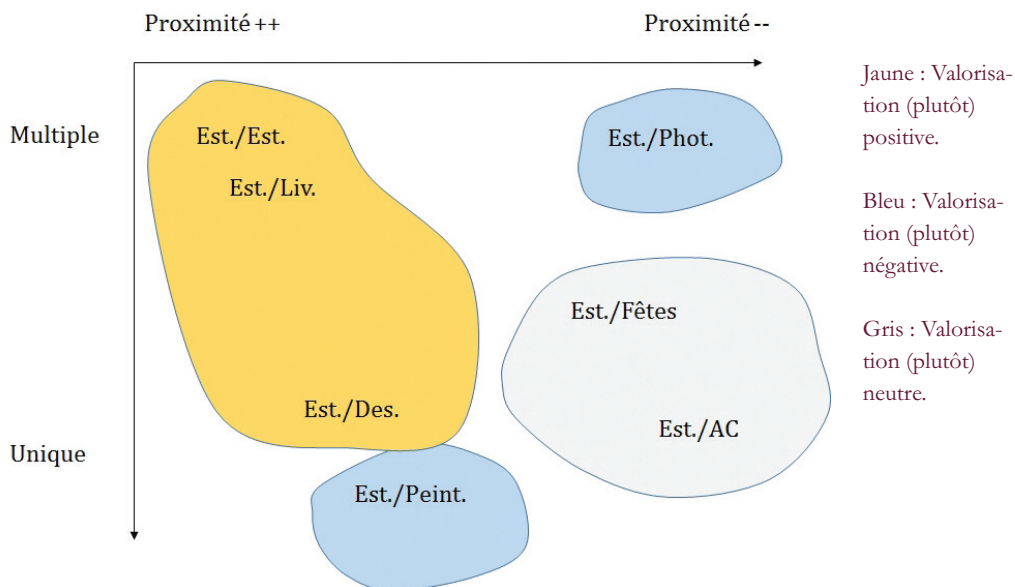 Proximité ++
Proximité --
Multiple
Est./Est.
Est./Liv.
Est./Phot.
Est./Fêtes
Est./Des.
Est./AC
Unique
Est./Peint.
Jaune : Valorisa-
tion (plutôt)
positive.
Bleu : Valorisa-
tion (plutôt)
négative.
Gris : Valorisa-
tion (plutôt)
neutre.